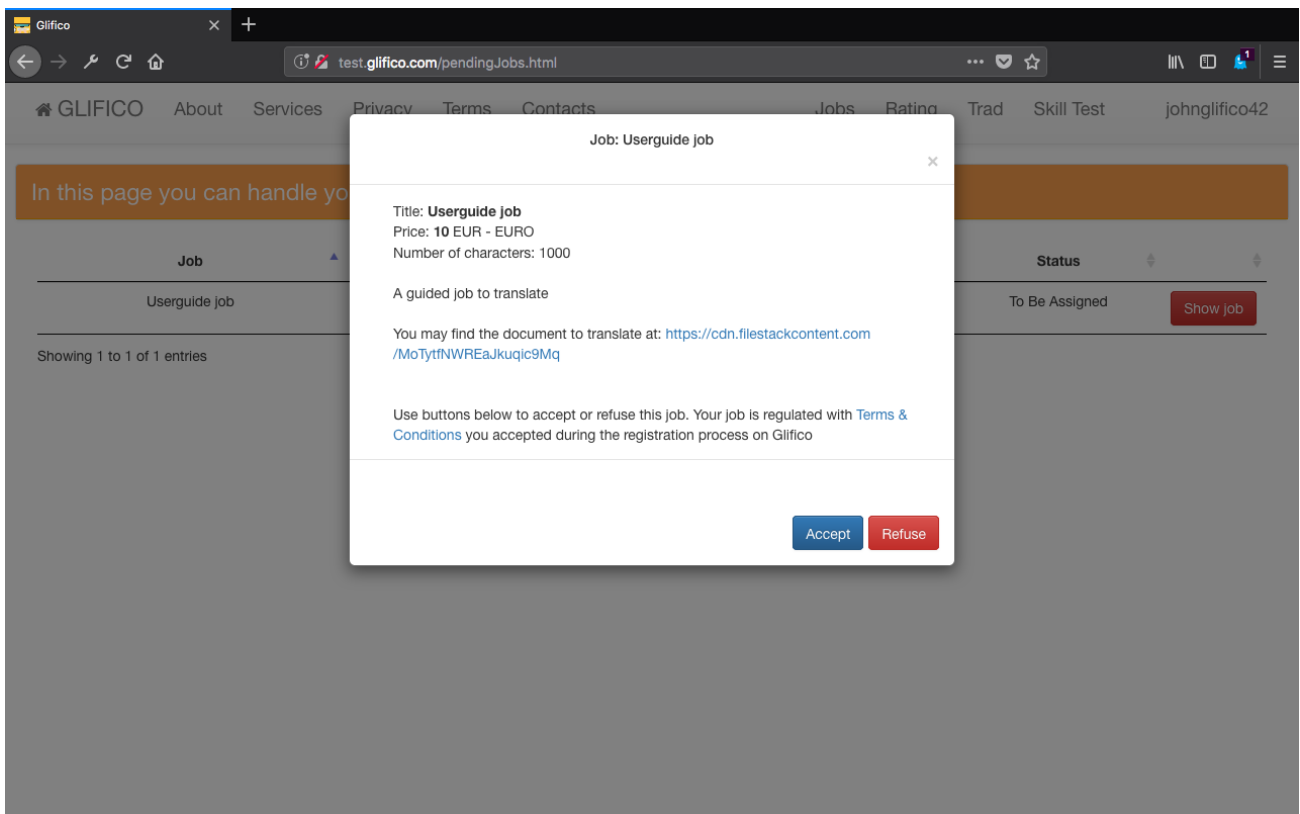 Glifico
test.glifico.com/pendingJobs.html
1
GLIFICO About Services Privacy Terms Contacts Jobs Rating Trad Skill Test johnglifico42
Job: Userguide job
×
In this page you can handle yo
Title: Userguide job
Price: 10 EUR - EURO
Number of characters: 1000
Job Status
A guided job to translate
Userguide job To Be Assigned Show job
You may find the document to translate at: https://cdn.filestackcontent.com
/MoTytfNWREaJkuqic9Mq
Showing 1 to 1 of 1 entries
Use buttons below to accept or refuse this job. Your job is regulated with Terms &
Conditions you accepted during the registration process on Glifico
Accept Refuse